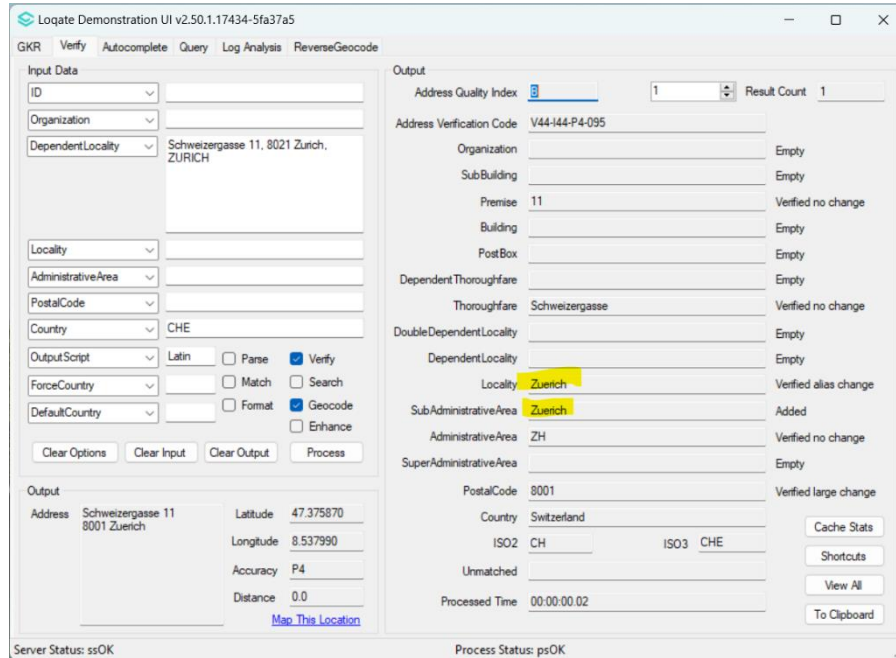 Loqate Demonstration UI v2.50.1.17434-5fa37a5
GKR Verify Autocomplete Query Log Analysis ReverseGeocode
Input Data
ID
Organization
DependentLocality Schweizergasse 11, 8021 Zurich,
ZURICH
Locality
AdministrativeArea
PostalCode
Country CHE
OutputScript Latin Parse Verify
ForceCountry Match Search
DefaultCountry Format Geocode
Enhance
Clear Options Clear Input Clear Output Process
Output
Address Schweizergasse 11
8001 Zuerich
Latitude 47.375870
Longitude 8.537990
Accuracy P4
Distance 0.0
Map This Location
Output
Address Quality Index B 1 Result Count 1
Address Verification Code V44-I44-P4-095
Organization Empty
SubBuilding Empty
Premise 11 Verified no change
Building Empty
PostBox Empty
DependentThoroughfare Empty
Thoroughfare Schweizergasse Verified no change
DoubleDependentLocality Empty
DependentLocality Empty
Locality Zuerich Verified alias change
SubAdministrativeArea Zuerich Added
AdministrativeArea ZH Verified no change
SuperAdministrativeArea Empty
PostalCode 8001 Verified large change
Country Switzerland
ISO2 CH ISO3 CHE
Unmatched
Processed Time 00:00:00.02
Cache Stats
Shortcuts
View All
To Clipboard
Server Status: ssOK Process Status: psOK